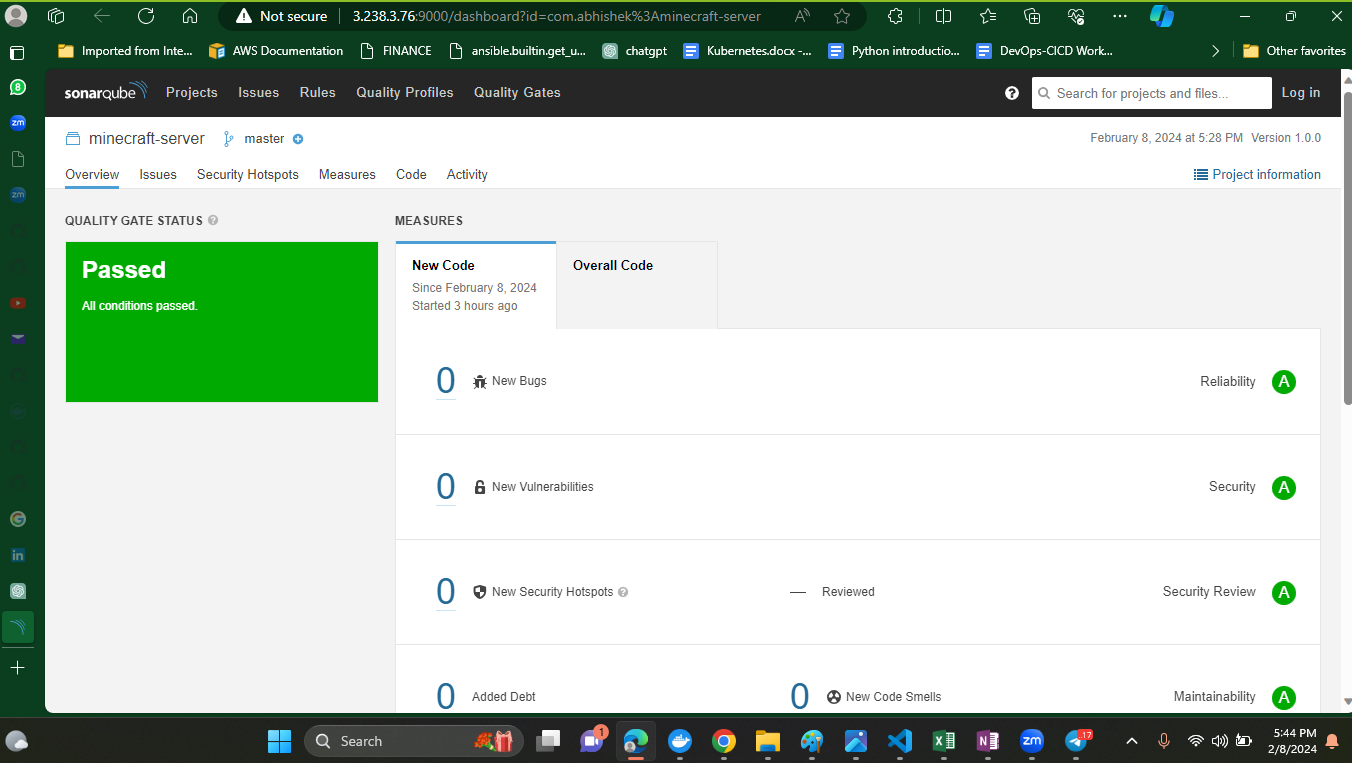 Not secure 3.238.3.76:9000/dashboard?id=com.abhishek%3Aminecraft-server
Imported from Inte... AWS Documentation FINANCE ansible.builtin.get_u... chatgpt Kubernetes.docx -... Python introductio... DevOps-CICD Work... Other favorites
sonarqube Projects Issues Rules Quality Profiles Quality Gates ? Search for projects and files... Log in
minecraft-server master February 8, 2024 at 5:28 PM Version 1.0.0
Overview Issues Security Hotspots Measures Code Activity Project information
QUALITY GATE STATUS ? MEASURES
Passed
All conditions passed.
New Code Overall Code
Since February 8, 2024
Started 3 hours ago
0 New Bugs Reliability A
0 New Vulnerabilities Security A
0 New Security Hotspots ? — Reviewed Security Review A
0 Added Debt 0 New Code Smells Maintainability A
8
zm
zm
in
Search 1 zm 17 5:44 PM
2/8/2024